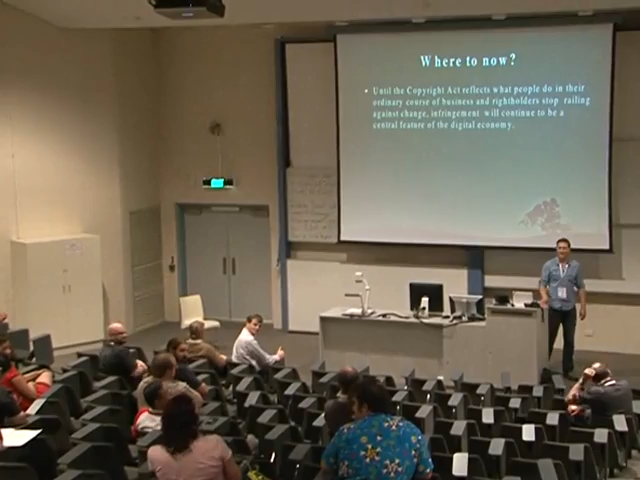 Where to now?
• Until the Copyright Act reflects what people do in their
ordinary course of business and rightholders stop railing
against change, infringement will continue to be a
central feature of the digital economy.